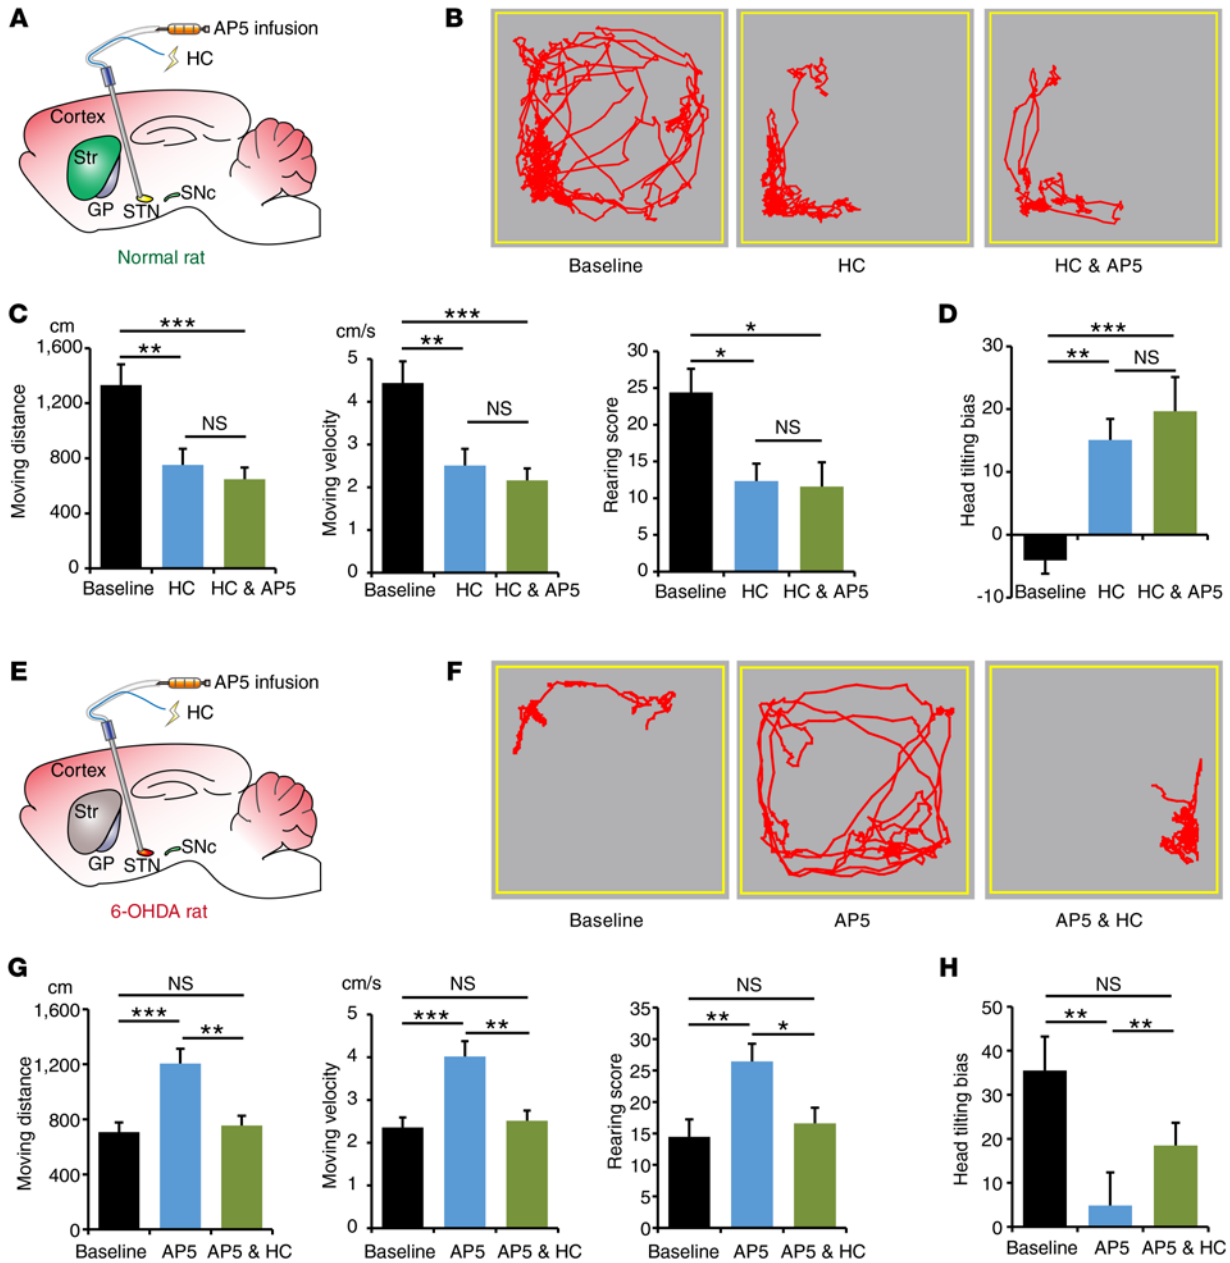 A
AP5 infusion
HC
Cortex
Str
GP
STN
SNc
Normal rat
B
Baseline
HC
HC & AP5
C
cm
Moving distance
1,600
1,200
800
400
0
***
**
NS
Baseline HC HC & AP5
cm/s
Moving velocity
5
4
3
2
1
0
***
**
NS
Baseline HC HC & AP5
Rearing score
30
25
20
15
10
5
0
*
*
NS
Baseline HC HC & AP5
D
Head tilting bias
30
20
10
0
-10
***
**
NS
Baseline HC HC & AP5
E
AP5 infusion
HC
Cortex
Str
GP
STN
SNc
6-OHDA rat
F
Baseline
AP5
AP5 & HC
G
cm
Moving distance
1,600
1,200
800
400
0
NS
***
**
Baseline AP5 AP5 & HC
cm/s
Moving velocity
5
4
3
2
1
0
NS
***
**
Baseline AP5 AP5 & HC
Rearing score
35
30
25
20
15
10
5
0
NS
**
*
Baseline AP5 AP5 & HC
H
Head tilting bias
50
40
30
20
10
0
NS
**
**
Baseline AP5 AP5 & HC